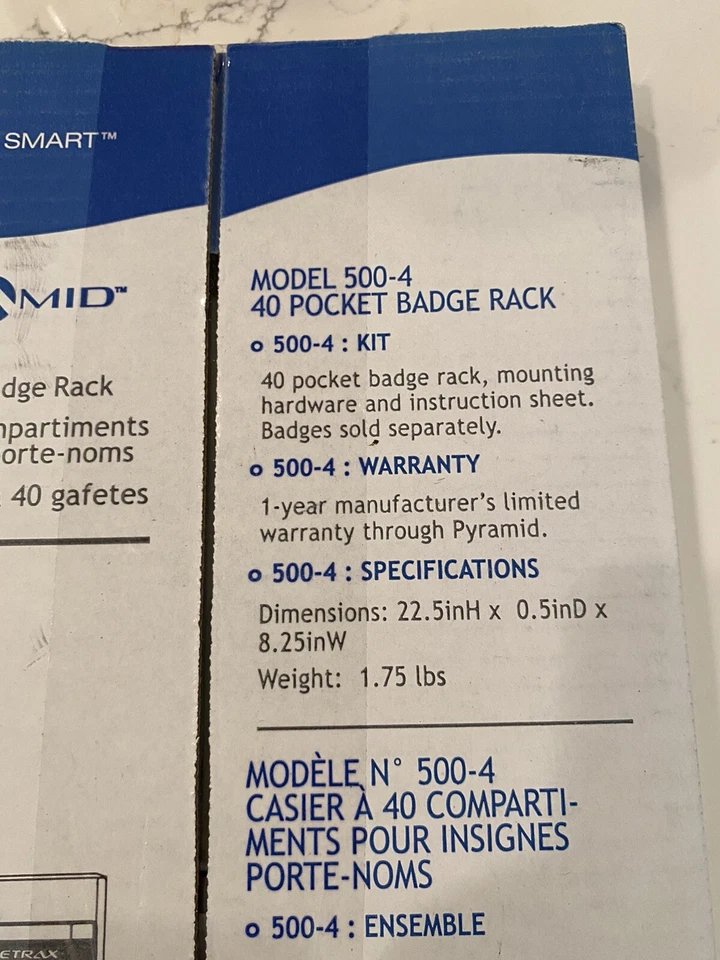 SMART™
MID™
dge Rack
mpartiments
orte-noms
40 gafetes
ETRAX
MODEL 500-4
40 POCKET BADGE RACK
500-4 : KIT
40 pocket badge rack, mounting
hardware and instruction sheet.
Badges sold separately.
500-4 : WARRANTY
1-year manufacturer's limited
warranty through Pyramid.
500-4 : SPECIFICATIONS
Dimensions: 22.5inH x 0.5inD x
8.25inW
Weight: 1.75 lbs
MODÈLE N° 500-4
CASIER À 40 COMPARTI-
MENTS POUR INSIGNES
PORTE-NOMS
500-4 : ENSEMBLE